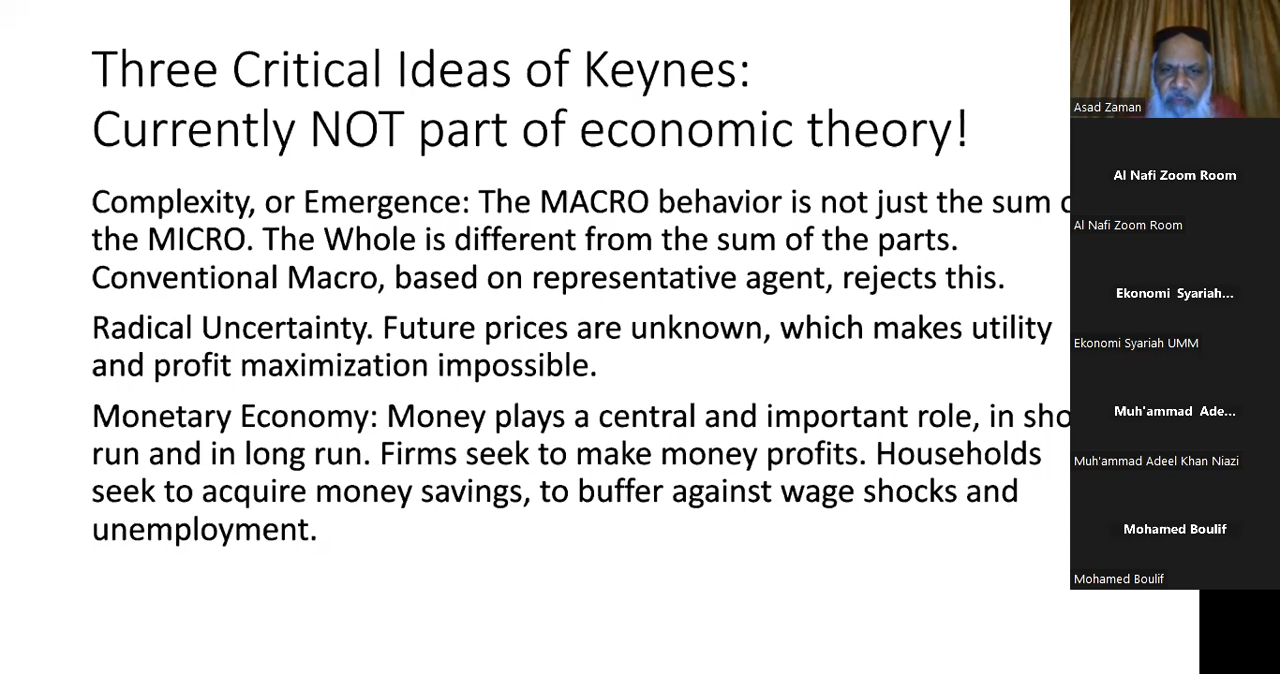 Three Critical Ideas of Keynes:
Currently NOT part of economic theory!
Complexity, or Emergence: The MACRO behavior is not just the sum
the MICRO. The Whole is different from the sum of the parts.
Conventional Macro, based on representative agent, rejects this.
Radical Uncertainty. Future prices are unknown, which makes utility
and profit maximization impossible.
Monetary Economy: Money plays a central and important role, in sho
run and in long run. Firms seek to make money profits. Households
seek to acquire money savings, to buffer against wage shocks and
unemployment.
Asad Zaman
Al Nafi Zoom Room
Al Nafi Zoom Room
Ekonomi Syariah...
Ekonomi Syariah UMM
Muh'ammad Ade...
Muh'ammad Adeel Khan Niazi
Mohamed Boulif
Mohamed Boulif